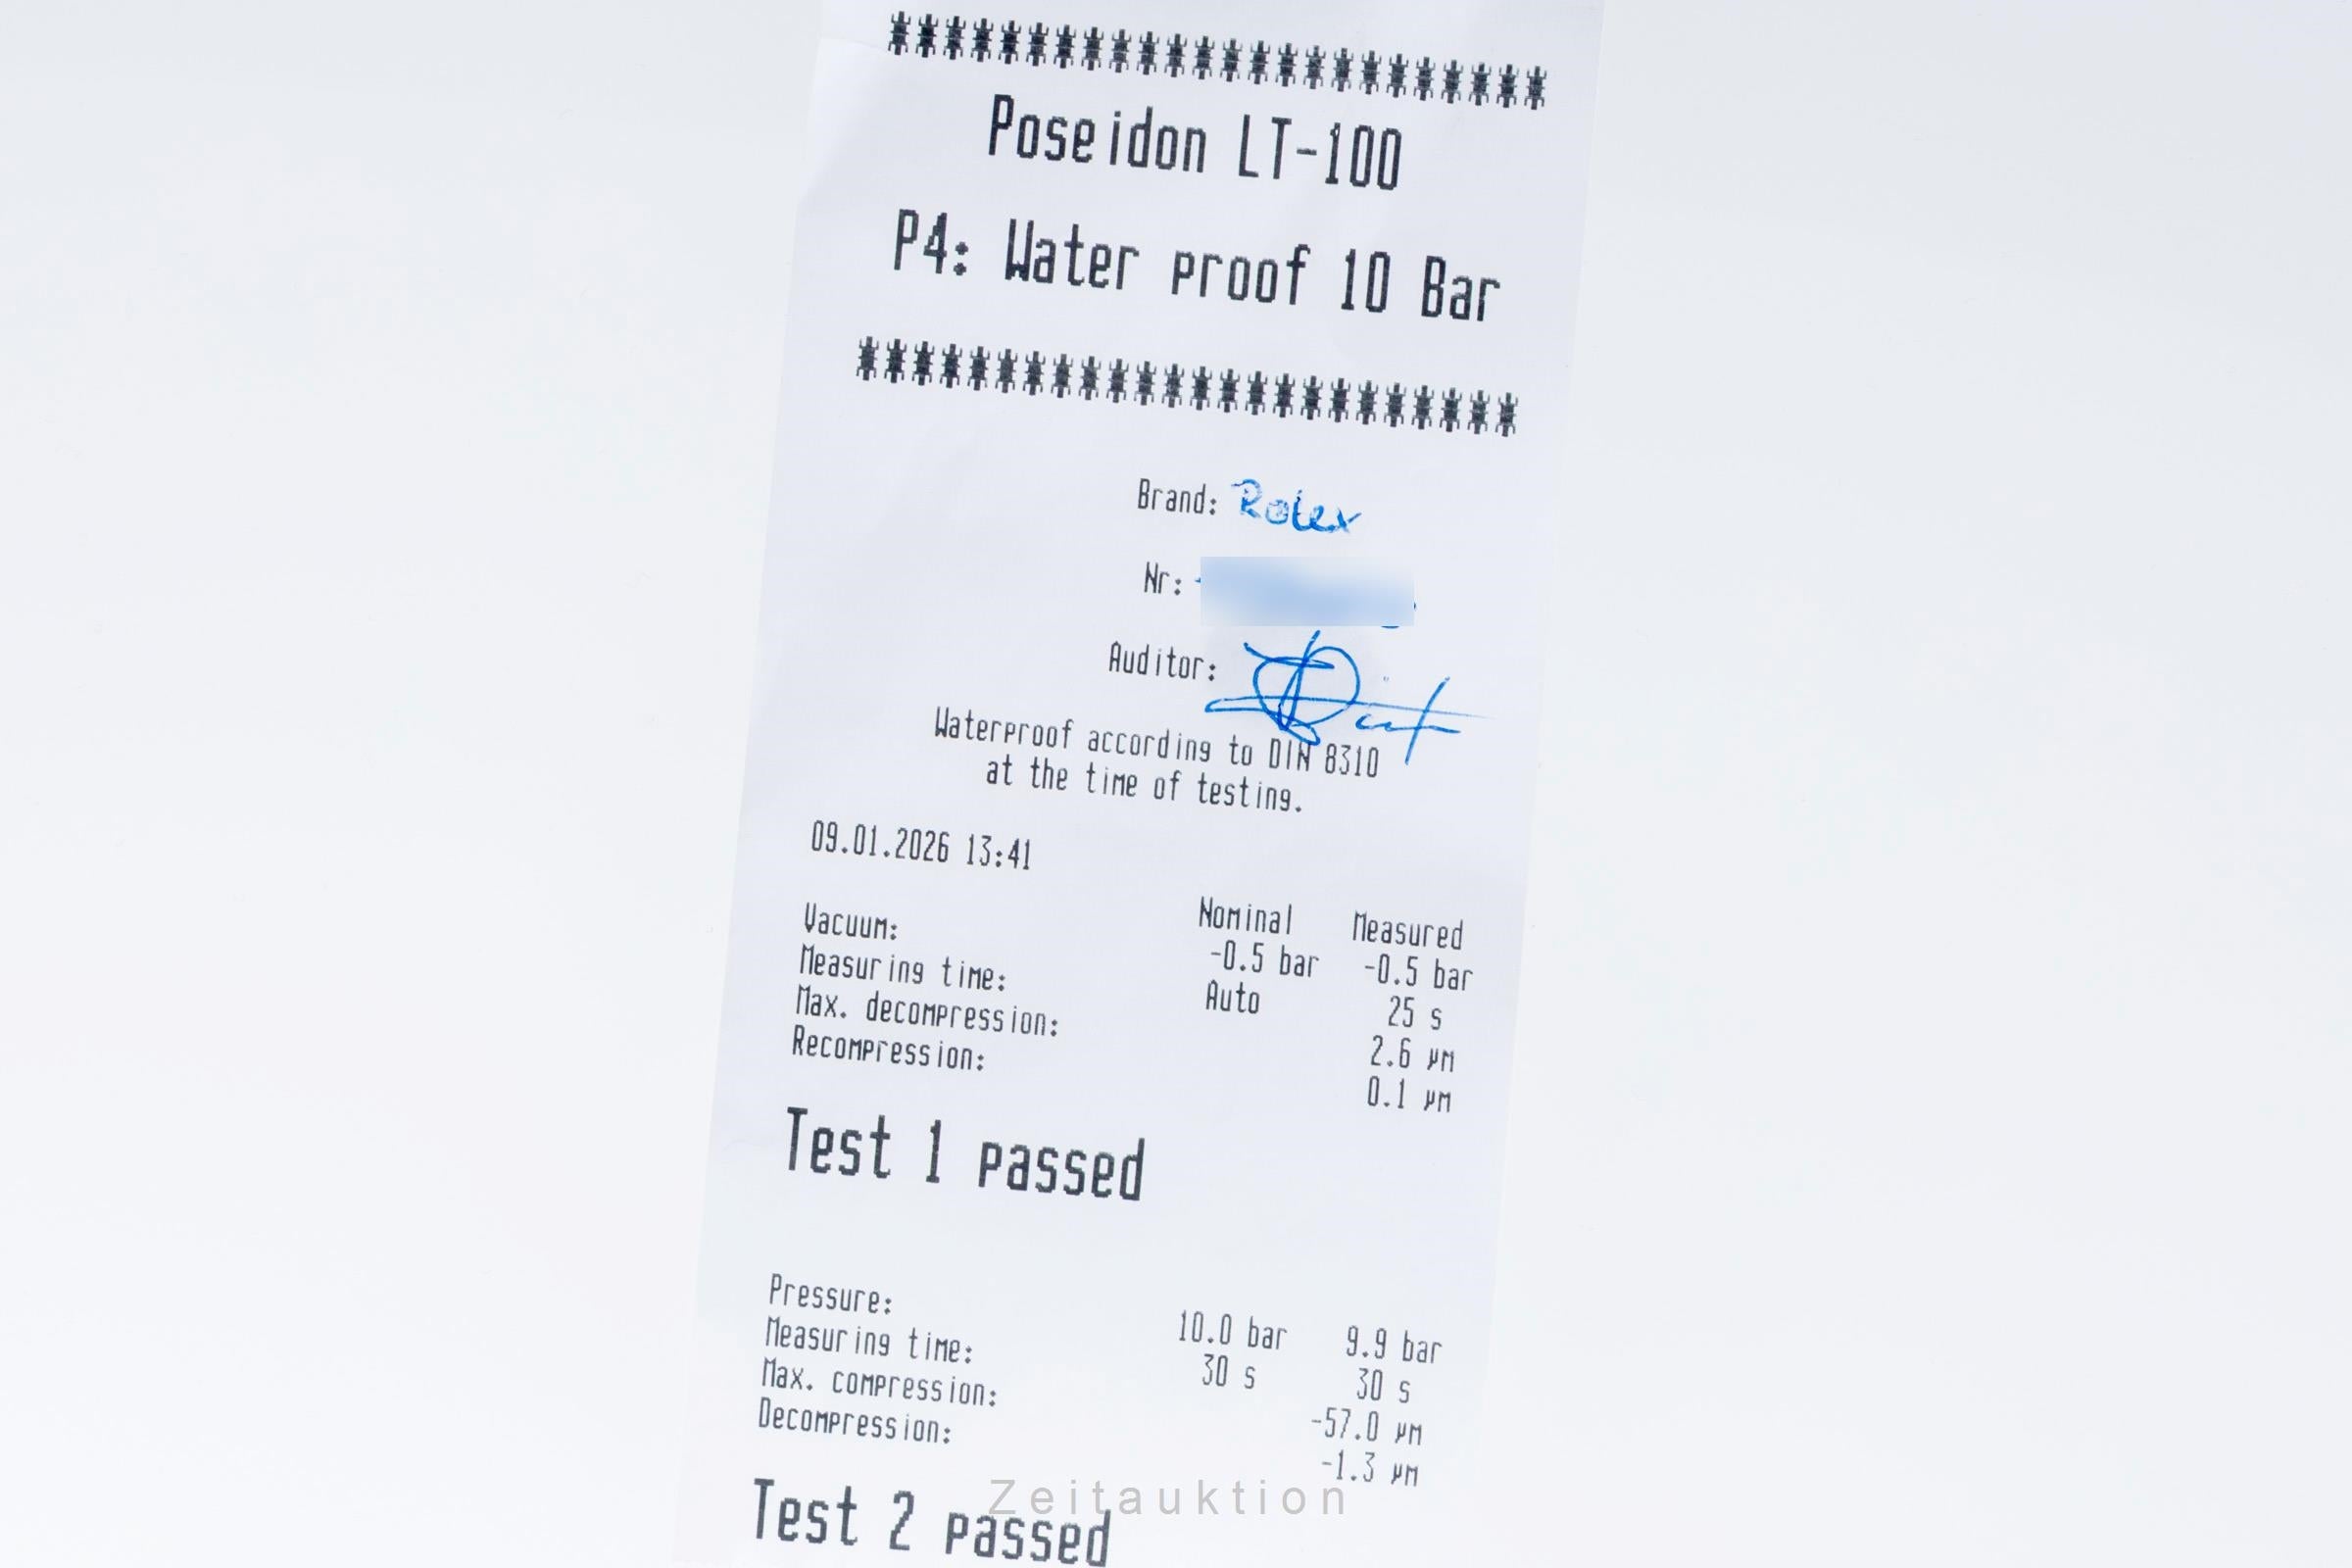 ************************
Poseidon LT-100
P4: Water proof 10 Bar
************************
Brand: Rolex
Nr:
Auditor:
Waterproof according to DIN 8310
at the time of testing.
09.01.2026 13:41
Nominal Measured
Vacuum: -0.5 bar -0.5 bar
Measuring time: Auto 25 s
Max. decompression: 2.6 µm
Recompression: 0.1 µm
Test 1 passed
Pressure: 10.0 bar 9.9 bar
Measuring time: 30 s 30 s
Max. compression: -57.0 µm
Decompression: -1.3 µm
Test 2 passed
Zeitauktion